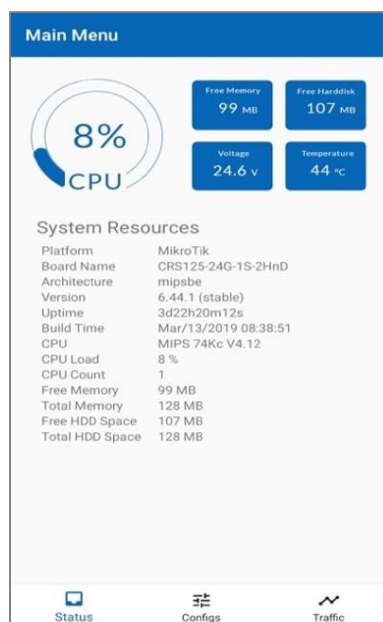 Main Menu
8%
CPU
Free Memory
99 MB
Free Harddisk
107 MB
Voltage
24.6 v
Temperature
44 °C
System Resources
Platform MikroTik
Board Name CRS125-24G-1S-2HnD
Architecture mipsbe
Version 6.44.1 (stable)
Uptime 3d22h20m12s
Build Time Mar/13/2019 08:38:51
CPU MIPS 74Kc V4.12
CPU Load 8 %
CPU Count 1
Free Memory 99 MB
Total Memory 128 MB
Free HDD Space 107 MB
Total HDD Space 128 MB
Status Configs Traffic